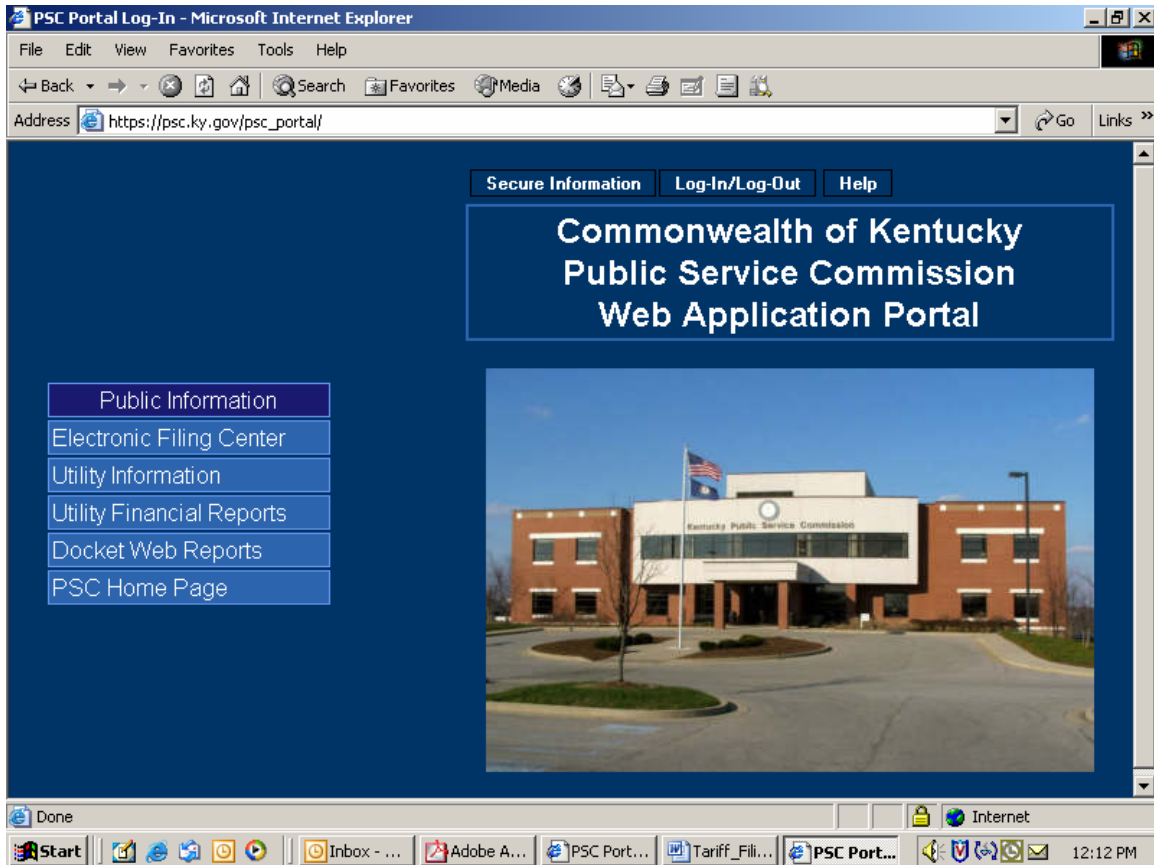 PSC Portal Log-In - Microsoft Internet Explorer
File Edit View Favorites Tools Help
Back Search Favorites Media
Address https://psc.ky.gov/psc_portal/ Go Links »
Secure Information Log-In/Log-Out Help
Commonwealth of Kentucky
Public Service Commission
Web Application Portal
Public Information
Electronic Filing Center
Utility Information
Utility Financial Reports
Docket Web Reports
PSC Home Page
Kentucky Public Service Commission
Done Internet
Start Inbox - ... Adobe A... PSC Port... Tariff_Fili... PSC Port... 12:12 PM